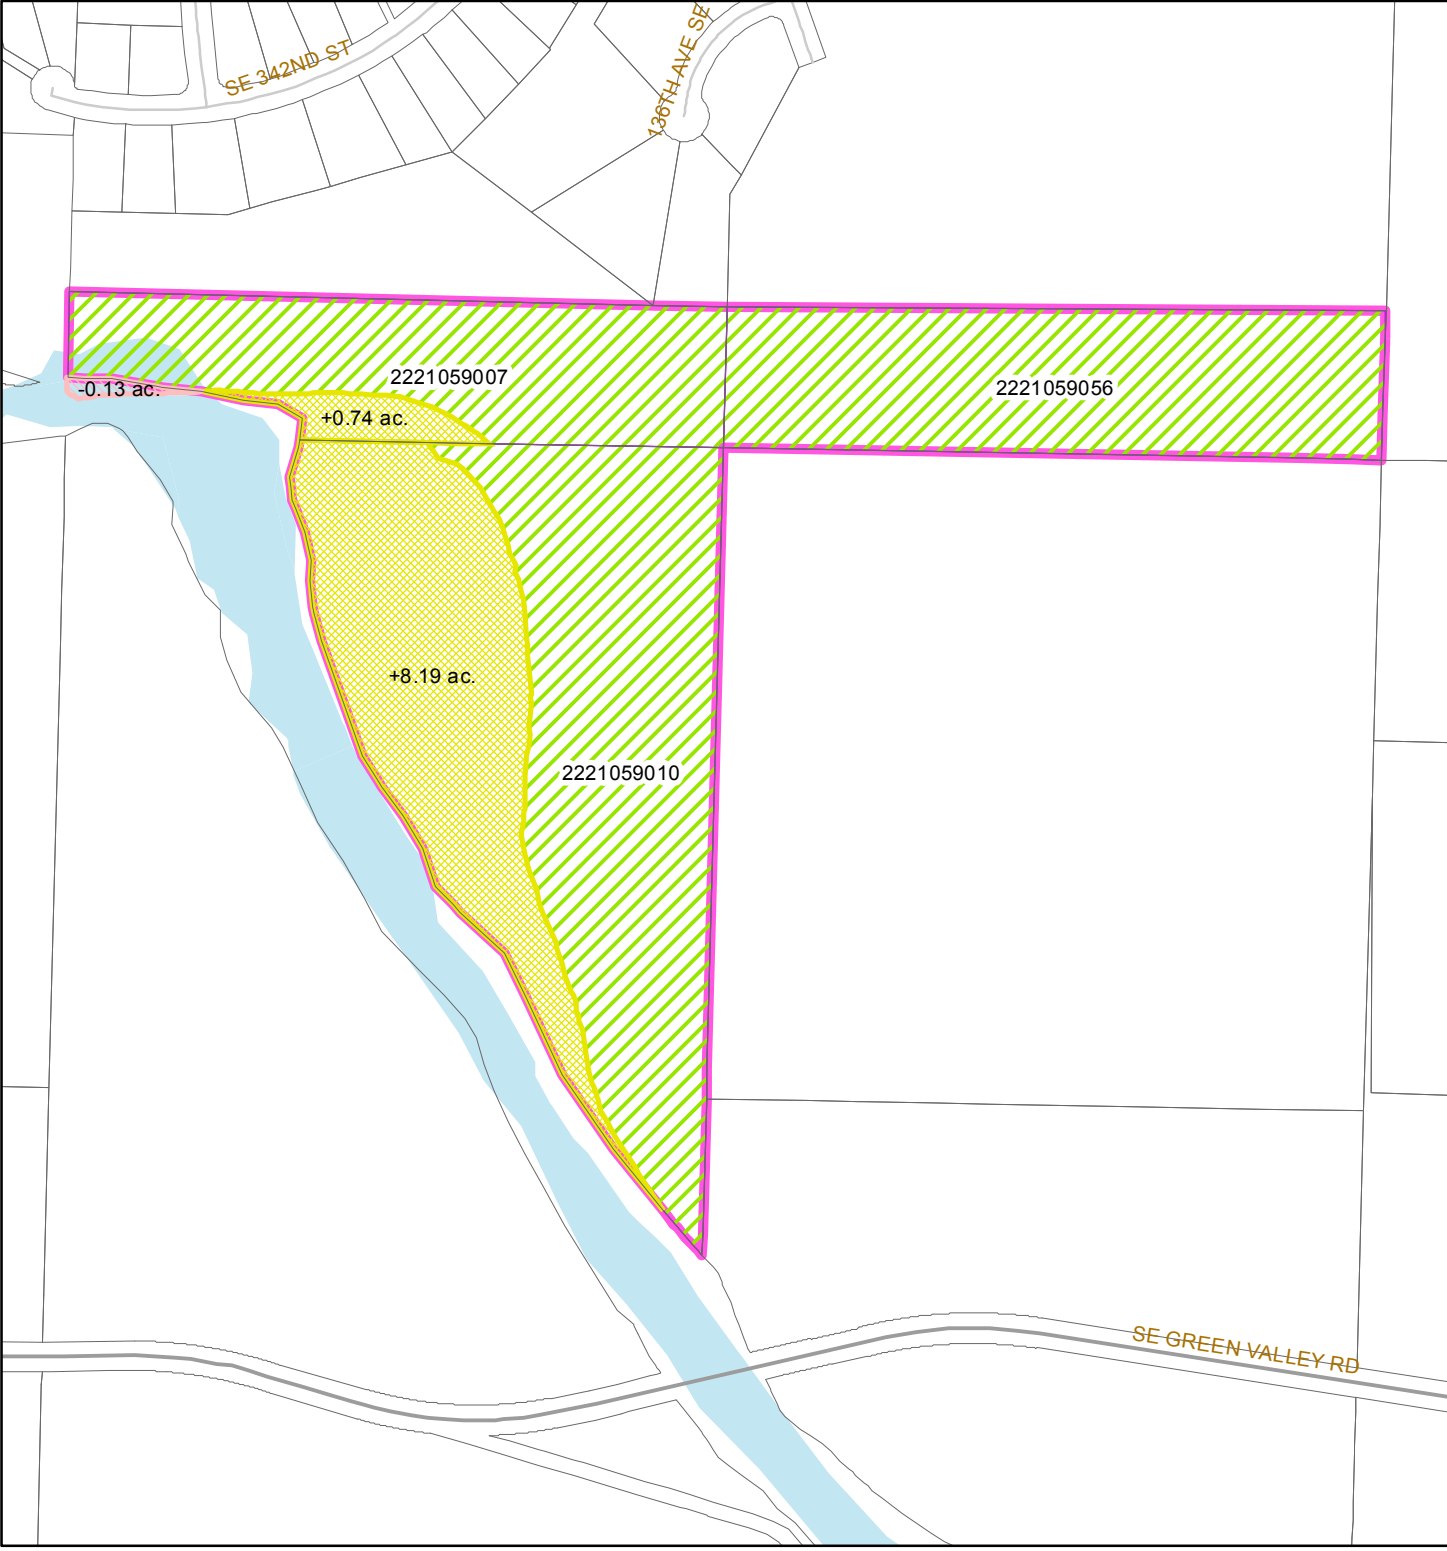 SE 342ND ST
136TH AVE SE
2221059007
-0.13 ac.
2221059056
+0.74 ac.
+8.19 ac.
2221059010
SE GREEN VALLEY RD